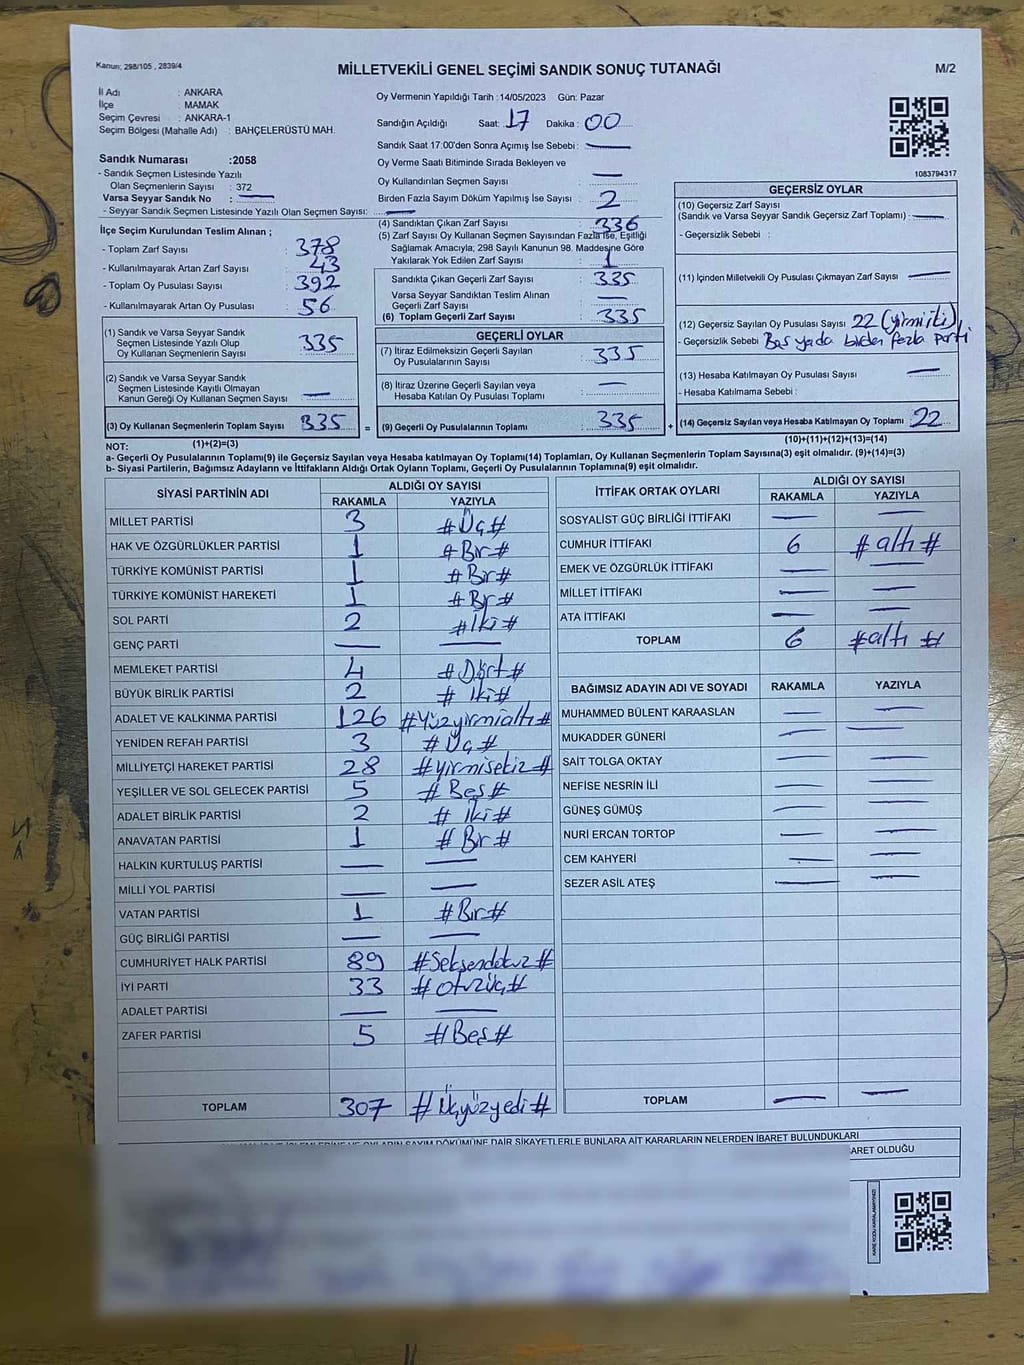 Kanun; 298/105 , 2839/4
MİLLETVEKİLİ GENEL SEÇİMİ SANDIK SONUÇ TUTANAĞI
M/2
İl Adı : ANKARA
İlçe : MAMAK
Seçim Çevresi : ANKARA-1
Seçim Bölgesi (Mahalle Adı) : BAHÇELERÜSTÜ MAH.
Sandık Numarası :2058
- Sandık Seçmen Listesinde Yazılı
Olan Seçmenlerin Sayısı : 372
Varsa Seyyar Sandık No : —
- Seyyar Sandık Seçmen Listesinde Yazılı Olan Seçmen Sayısı: —
İlçe Seçim Kurulundan Teslim Alınan ;
- Toplam Zarf Sayısı : 378
- Kullanılmayarak Artan Zarf Sayısı : 43
- Toplam Oy Pusulası Sayısı : 392
- Kullanılmayarak Artan Oy Pusulası : 56
(1) Sandık ve Varsa Seyyar Sandık
Seçmen Listesinde Yazılı Olup
Oy Kullanan Seçmenlerin Sayısı : 335
(2) Sandık ve Varsa Seyyar Sandık
Seçmen Listesinde Kayıtlı Olmayan
Kanun Gereği Oy Kullanan Seçmen Sayısı : —
(3) Oy Kullanan Seçmenlerin Toplam Sayısı : 335 =
Oy Vermenin Yapıldığı Tarih :14/05/2023 Gün: Pazar
Sandığın Açıldığı Saat: 17 Dakika : 00
Sandık Saat 17:00'den Sonra Açılmış İse Sebebi : —
Oy Verme Saati Bitiminde Sırada Bekleyen ve
Oy Kullandırılan Seçmen Sayısı : —
Birden Fazla Sayım Döküm Yapılmış İse Sayısı : 2
(4) Sandıktan Çıkan Zarf Sayısı : 336
(5) Zarf Sayısı Oy Kullanan Seçmen Sayısından Fazla İse, Eşitliği
Sağlamak Amacıyla; 298 Sayılı Kanunun 98. Maddesine Göre
Yakılarak Yok Edilen Zarf Sayısı : 1
Sandıkta Çıkan Geçerli Zarf Sayısı : 335
Varsa Seyyar Sandıktan Teslim Alınan
Geçerli Zarf Sayısı : —
(6) Toplam Geçerli Zarf Sayısı : 335
GEÇERLİ OYLAR
(7) İtiraz Edilmeksizin Geçerli Sayılan
Oy Pusulalarının Sayısı : 335
(8) İtiraz Üzerine Geçerli Sayılan veya
Hesaba Katılan Oy Pusulası Toplamı : —
(9) Geçerli Oy Pusulalarının Toplamı : 335 +
1083794317
GEÇERSİZ OYLAR
(10) Geçersiz Zarf Sayısı
(Sandık ve Varsa Seyyar Sandık Geçersiz Zarf Toplamı) : —
- Geçersizlik Sebebi :
(11) İçinden Milletvekili Oy Pusulası Çıkmayan Zarf Sayısı : —
(12) Geçersiz Sayılan Oy Pusulası Sayısı : 22 (yirmiiki)
- Geçersizlik Sebebi : Boş yada birden fazla parti
(13) Hesaba Katılmayan Oy Pusulası Sayısı : —
- Hesaba Katılmama Sebebi :
(14) Geçersiz Sayılan veya Hesaba Katılmayan Oy Toplamı : 22
NOT: (1)+(2)=(3) (10)+(11)+(12)+(13)=(14)
a- Geçerli Oy Pusulalarının Toplamı(9) ile Geçersiz Sayılan veya Hesaba katılmayan Oy Toplamı(14) Toplamları, Oy Kullanan Seçmenlerin Toplam Sayısına(3) eşit olmalıdır. (9)+(14)=(3)
b- Siyasi Partilerin, Bağımsız Adayların ve İttifakların Aldığı Ortak Oyların Toplamı, Geçerli Oy Pusulalarının Toplamına(9) eşit olmalıdır.
SİYASİ PARTİNİN ADI ALDIĞI OY SAYISI
RAKAMLA YAZIYLA
MİLLET PARTİSİ 3 #Üç#
HAK VE ÖZGÜRLÜKLER PARTİSİ 1 #Bir#
TÜRKİYE KOMÜNİST PARTİSİ 1 #Bir#
TÜRKİYE KOMÜNİST HAREKETİ 1 #Bir#
SOL PARTİ 2 #İki#
GENÇ PARTİ — —
MEMLEKET PARTİSİ 4 #Dört#
BÜYÜK BİRLİK PARTİSİ 2 #İki#
ADALET VE KALKINMA PARTİSİ 126 #Yüzyirmialtı#
YENİDEN REFAH PARTİSİ 3 #Üç#
MİLLİYETÇİ HAREKET PARTİSİ 28 #yirmisekiz#
YEŞİLLER VE SOL GELECEK PARTİSİ 5 #Beş#
ADALET BİRLİK PARTİSİ 2 #İki#
ANAVATAN PARTİSİ 1 #Bir#
HALKIN KURTULUŞ PARTİSİ — —
MİLLİ YOL PARTİSİ — —
VATAN PARTİSİ 1 #Bir#
GÜÇ BİRLİĞİ PARTİSİ — —
CUMHURİYET HALK PARTİSİ 89 #Seksendokuz#
İYİ PARTİ 33 #otuzüç#
ADALET PARTİSİ — —
ZAFER PARTİSİ 5 #Beş#
TOPLAM 307 #Üçyüzyedi#
İTTİFAK ORTAK OYLARI ALDIĞI OY SAYISI
RAKAMLA YAZIYLA
SOSYALİST GÜÇ BİRLİĞİ İTTİFAKI — —
CUMHUR İTTİFAKI 6 #altı#
EMEK VE ÖZGÜRLÜK İTTİFAKI — —
MİLLET İTTİFAKI — —
ATA İTTİFAKI — —
TOPLAM 6 #altı#
BAĞIMSIZ ADAYIN ADI VE SOYADI RAKAMLA YAZIYLA
MUHAMMED BÜLENT KARAASLAN — —
MUKADDER GÜNERİ — —
SAİT TOLGA OKTAY — —
NEFİSE NESRİN İLİ — —
GÜNEŞ GÜMÜŞ — —
NURİ ERCAN TORTOP — —
CEM KAHYERİ — —
SEZER ASİL ATEŞ — —
TOPLAM — —
OYLARIN SAYIM DÖKÜMÜNE DAİR ŞİKAYETLERLE BUNLARA AİT KARARLARIN NELERDEN İBARET BULUNDUKLARI
OLDUĞU